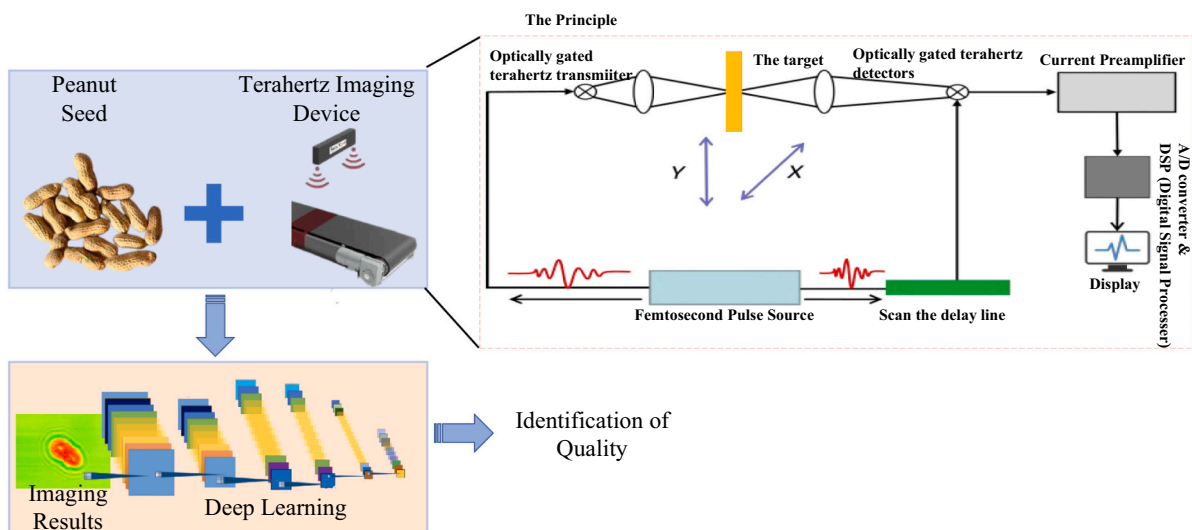 The Principle
Peanut
Seed
Terahertz Imaging
Device
Optically gated
terahertz transmiiter
The target
Optically gated terahertz
detectors
Current Preamplifier
Y
X
A/D converter &
DSP (Digital Signal Processer)
Display
Femtosecond Pulse Source
Scan the delay line
Imaging
Results
Deep Learning
Identification of
Quality